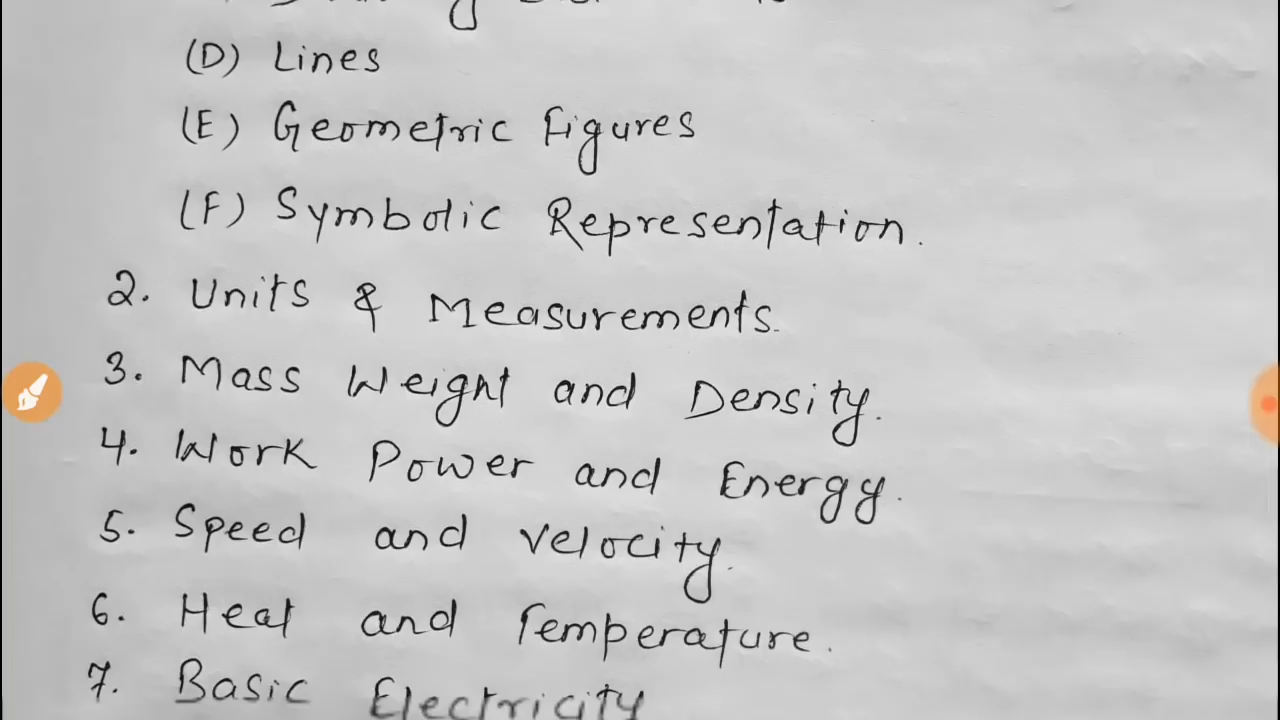 (D) Lines
(E) Geometric Figures
(F) Symbolic Representation.
2. Units & Measurements.
3. Mass Weight and Density.
4. Work Power and Energy.
5. Speed and Velocity.
6. Heat and Temperature.
7. Basic Electricity